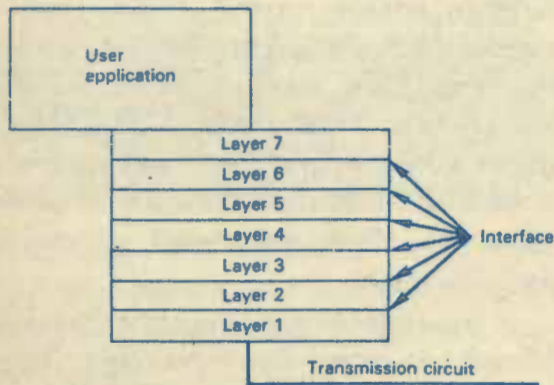 User
application
Layer 7
Layer 6
Layer 5
Layer 4
Interface
Layer 3
Layer 2
Layer 1
Transmission circuit